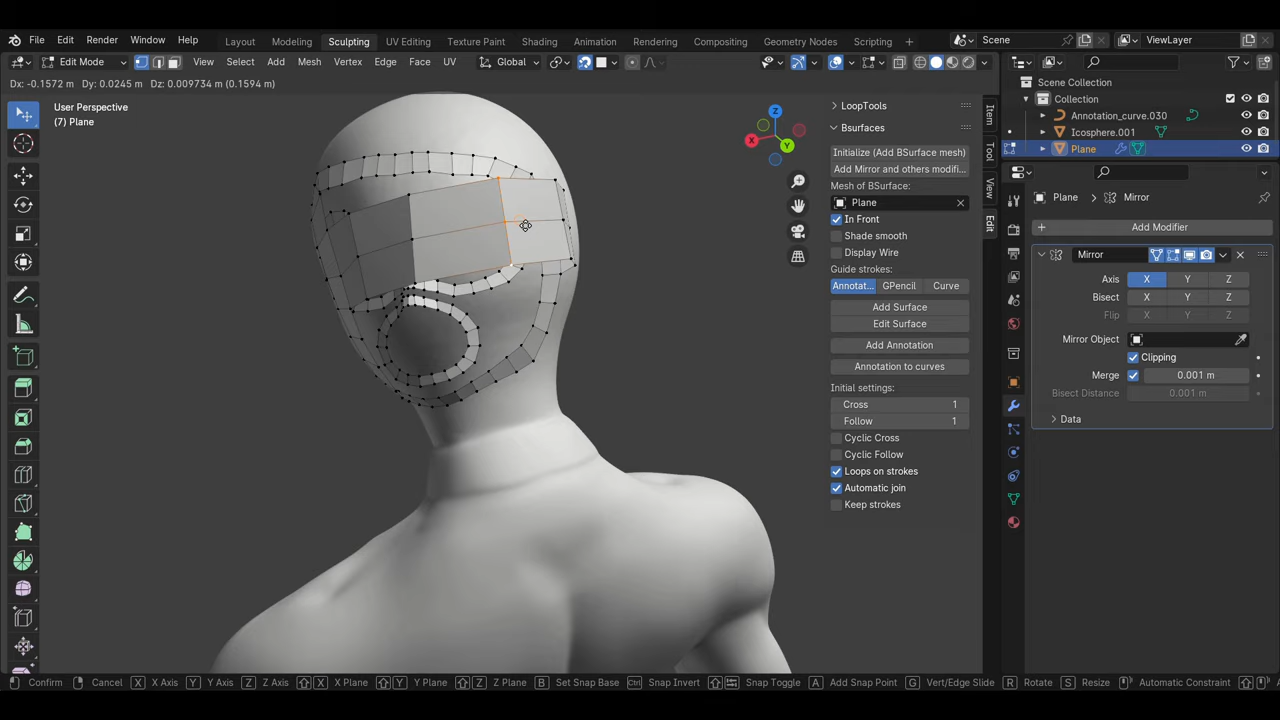 File Edit Render Window Help Layout Modeling Sculpting UV Editing Texture Paint Shading Animation Rendering Compositing Geometry Nodes Scripting + Scene ViewLayer
Edit Mode View Select Add Mesh Vertex Edge Face UV Global
Dx: -0.1572 m Dy: 0.0245 m Dz: 0.009734 m (0.1594 m)
User Perspective
(7) Plane
Z
X
Y
LoopTools
Bsurfaces
Initialize (Add BSurface mesh)
Add Mirror and others modifi...
Mesh of BSurface:
Plane
In Front
Shade smooth
Display Wire
Guide strokes:
Annotat... GPencil Curve
Add Surface
Edit Surface
Add Annotation
Annotation to curves
Initial settings:
Cross 1
Follow 1
Cyclic Cross
Cyclic Follow
Loops on strokes
Automatic join
Keep strokes
Item
Tool
View
Edit
Scene Collection
Collection
Annotation_curve.030
Icosphere.001
Plane
Plane Mirror
Add Modifier
Mirror
Axis X Y Z
Bisect X Y Z
Flip X Y Z
Mirror Object
Clipping
Merge 0.001 m
Bisect Distance 0.001 m
Data
Confirm Cancel X X Axis Y Y Axis Z Z Axis X X Plane Y Y Plane Z Z Plane B Set Snap Base Ctrl Snap Invert Snap Toggle A Add Snap Point G Vert/Edge Slide R Rotate S Resize Automatic Constraint